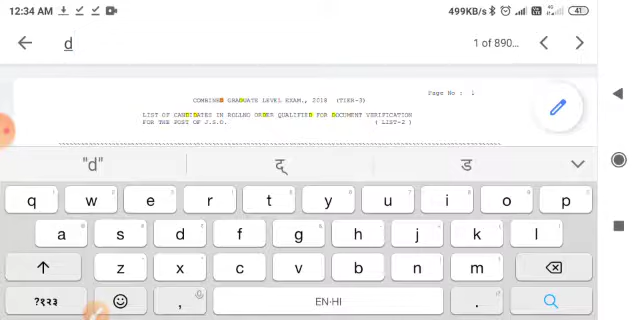 12:34 AM 499KB/s 41
d 1 of 890...
Page No : 1
COMBINED GRADUATE LEVEL EXAM., 2018 (TIER-3)
LIST OF CANDIDATES IN ROLLNO ORDER QUALIFIED FOR DOCUMENT VERIFICATION
FOR THE POST OF J.S.O. ( LIST-2 )
"d" द् ड
q w e r t y u i o p
a s d f g h j k l
z x c v b n m
?१२३ , EN·HI .